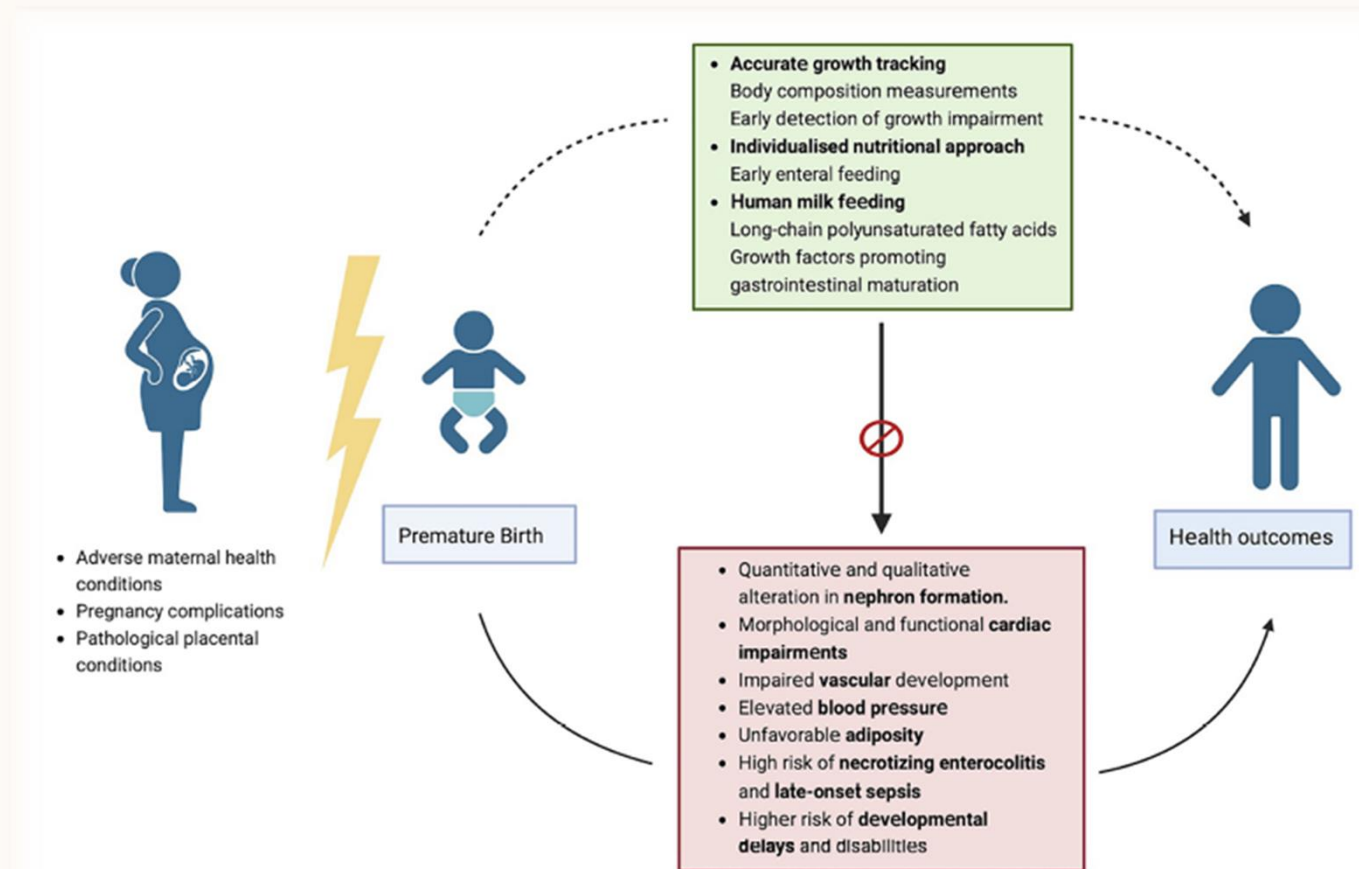 • Accurate growth tracking
Body composition measurements
Early detection of growth impairment
• Individualised nutritional approach
Early enteral feeding
• Human milk feeding
Long-chain polyunsaturated fatty acids
Growth factors promoting
gastrointestinal maturation
Premature Birth
Health outcomes
• Adverse maternal health
conditions
• Pregnancy complications
• Pathological placental
conditions
• Quantitative and qualitative
alteration in nephron formation.
• Morphological and functional cardiac
impairments
• Impaired vascular development
• Elevated blood pressure
• Unfavorable adiposity
• High risk of necrotizing enterocolitis
and late-onset sepsis
• Higher risk of developmental
delays and disabilities